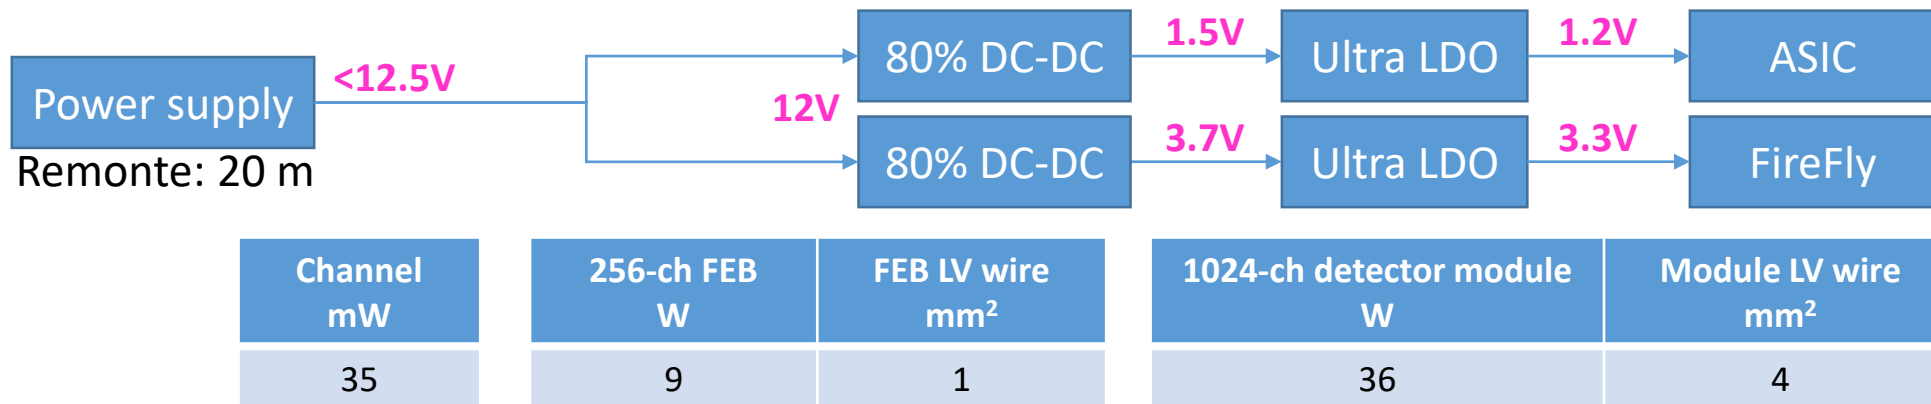 80% DC-DC
1.5V
Ultra LDO
1.2V
ASIC
Power supply
<12.5V
12V
Remonte: 20 m
80% DC-DC
3.7V
Ultra LDO
3.3V
FireFly
Channel
mW
256-ch FEB
W
FEB LV wire
mm²
1024-ch detector module
W
Module LV wire
mm²
35
9
1
36
4